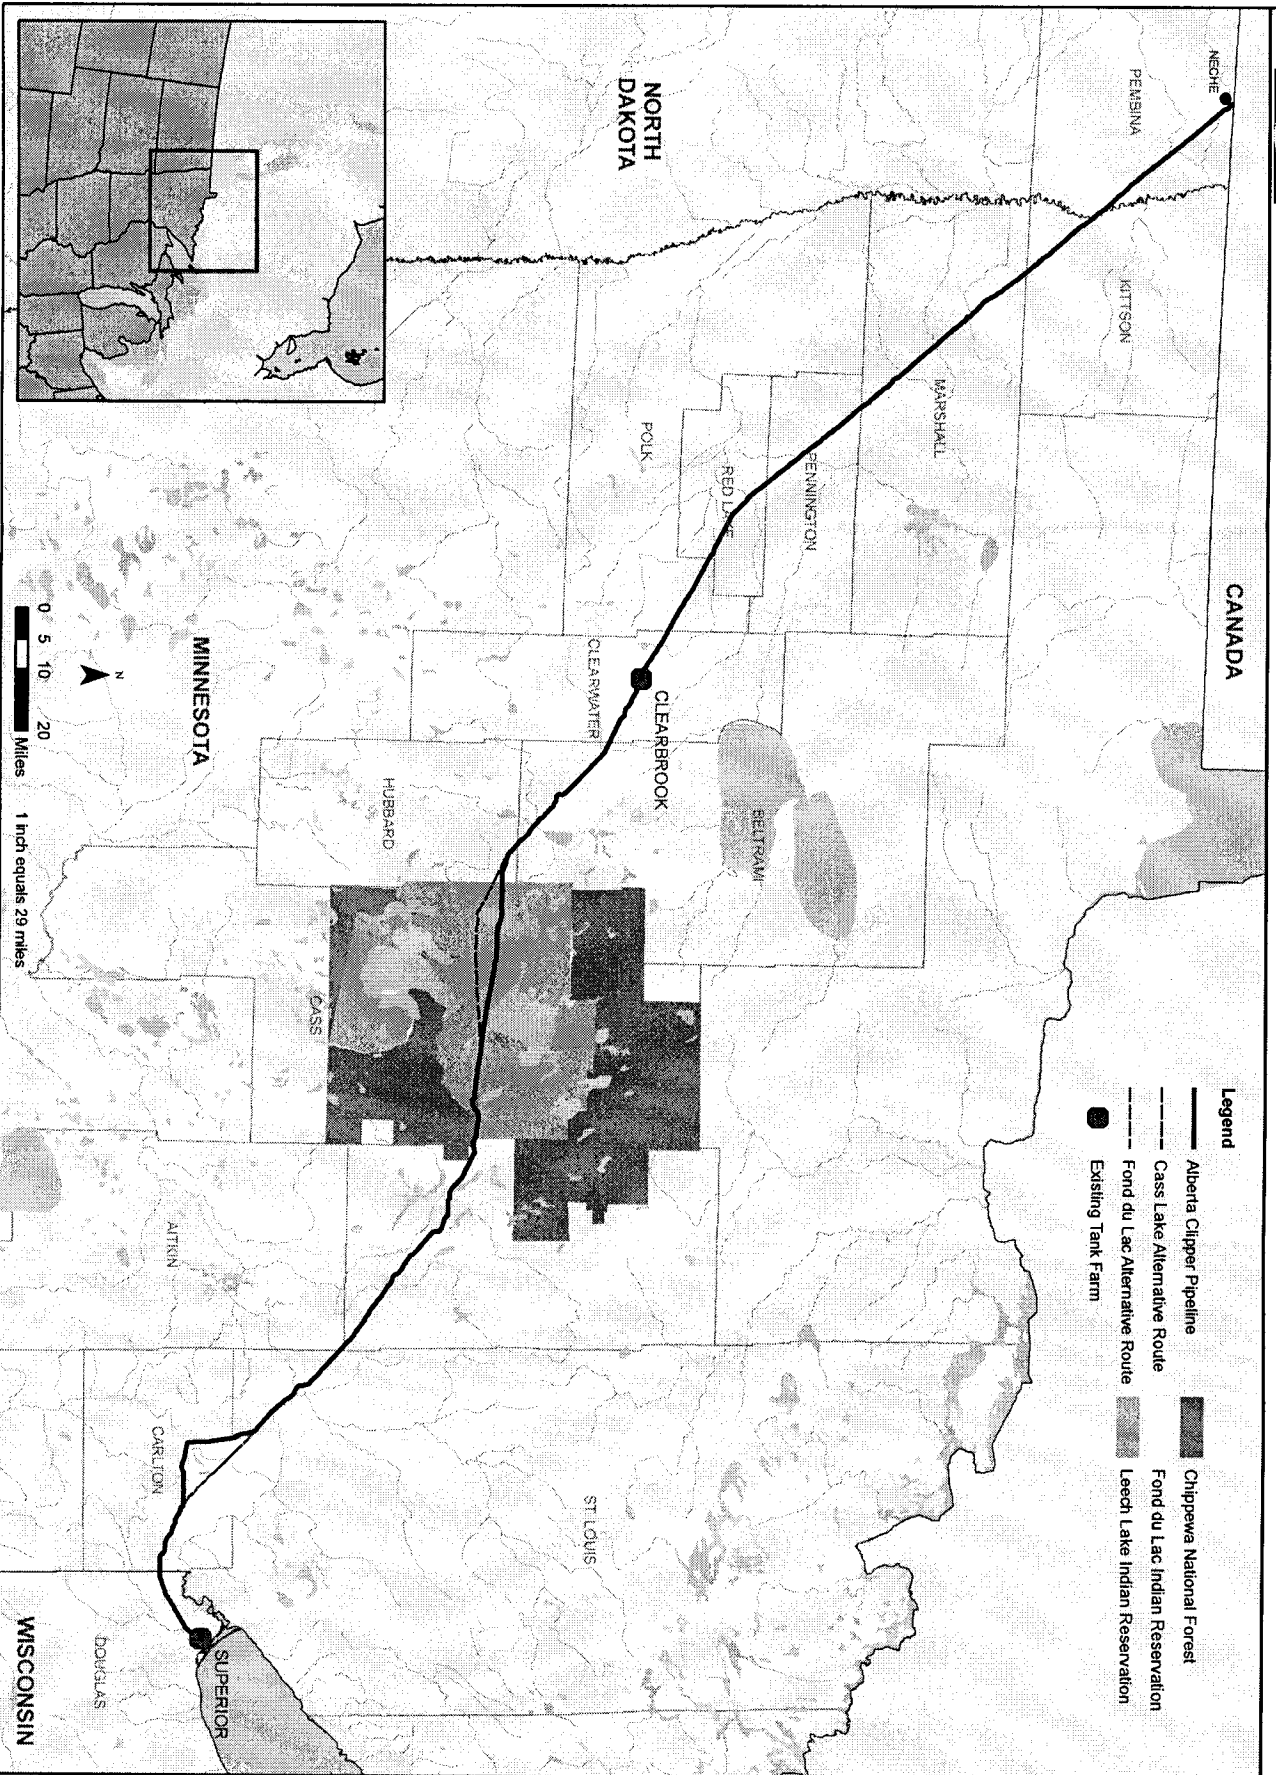 CANADA
NECHE
PEMBINA
NORTH
DAKOTA
KITTSON
MARSHALL
PENNINGTON
RED LAKE
POLK
CLEARBROOK
CLEARWATER
BELTRAMI
HUBBARD
CASS
MINNESOTA
AITKIN
ST LOUIS
CARLTON
SUPERIOR
DOUGLAS
WISCONSIN
Legend
Alberta Clipper Pipeline
Cass Lake Alternative Route
Fond du Lac Alternative Route
Existing Tank Farm
Chippewa National Forest
Fond du Lac Indian Reservation
Leech Lake Indian Reservation
N
0 5 10 20
Miles
1 inch equals 29 miles